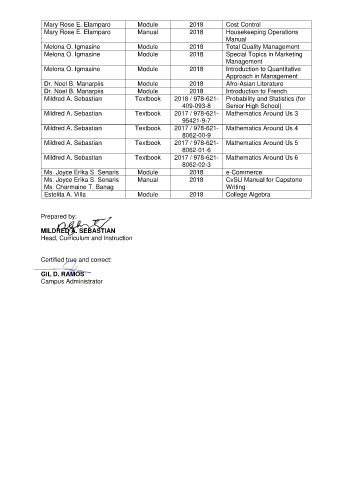 Mary Rose E. Elamparo Module 2018 Cost Control
Mary Rose E. Elamparo Manual 2018 Housekeeping Operations
Manual
Melona O. Igmasine Module 2018 Total Quality Management
Melona O. Igmasine Module 2018 Special Topics in Marketing
Management
Melona O. Igmasine Module 2018 Introduction to Quantitative
Approach in Management
Dr. Noel B. Manarpiis Module 2018 Afro-Asian Literature
Dr. Noel B. Manarpiis Module 2018 Introduction to French
Mildred A. Sebastian Textbook 2018 / 978-621- Probability and Statistics (for
409-093-8 Senior High School)
Mildred A. Sebastian Textbook 2017 / 978-621- Mathematics Around Us 3
95421-9-7
Mildred A. Sebastian Textbook 2017 / 978-621- Mathematics Around Us 4
8062-00-9
Mildred A. Sebastian Textbook 2017 / 978-621- Mathematics Around Us 5
8062-01-6
Mildred A. Sebastian Textbook 2017 / 978-621- Mathematics Around Us 6
8062-02-3
Ms. Joyce Erika S. Senaris Module 2018 e-Commerce
Ms. Joyce Erika S. Senaris Manual 2018 CvSU Manual for Capstone
Ms. Charmaine T. Banag Writing
Estelita A. Villa Module 2018 College Algebra
Prepared by:
MILDRED A. SEBASTIAN
Head, Curriculum and Instruction
Certified true and correct:
GIL D. RAMOS
Campus Administrator